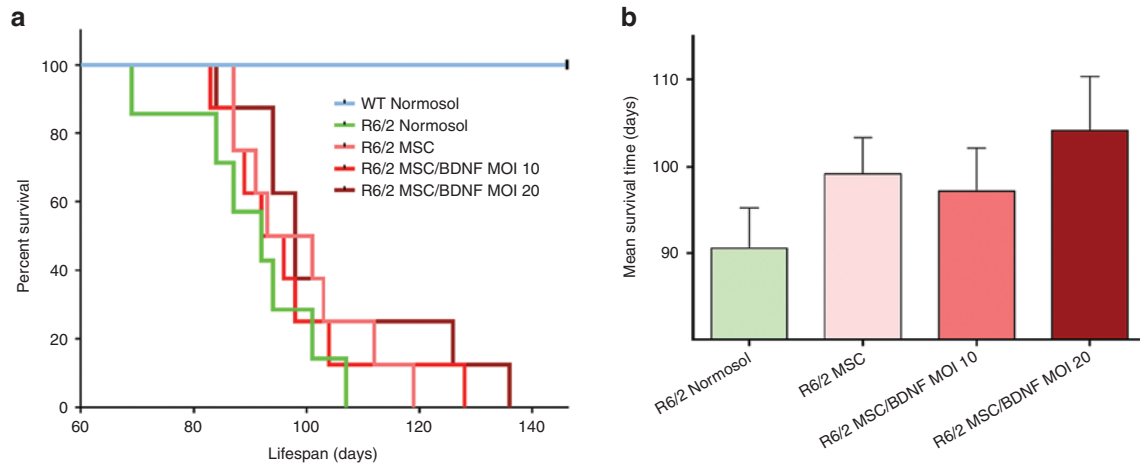 a
100
80
60
40
20
0
Percent survival
60
80
100
120
140
Lifespan (days)
WT Normosol
R6/2 Normosol
R6/2 MSC
R6/2 MSC/BDNF MOI 10
R6/2 MSC/BDNF MOI 20
b
110
100
90
Mean survival time (days)
R6/2 Normosol
R6/2 MSC
R6/2 MSC/BDNF MOI 10
R6/2 MSC/BDNF MOI 20